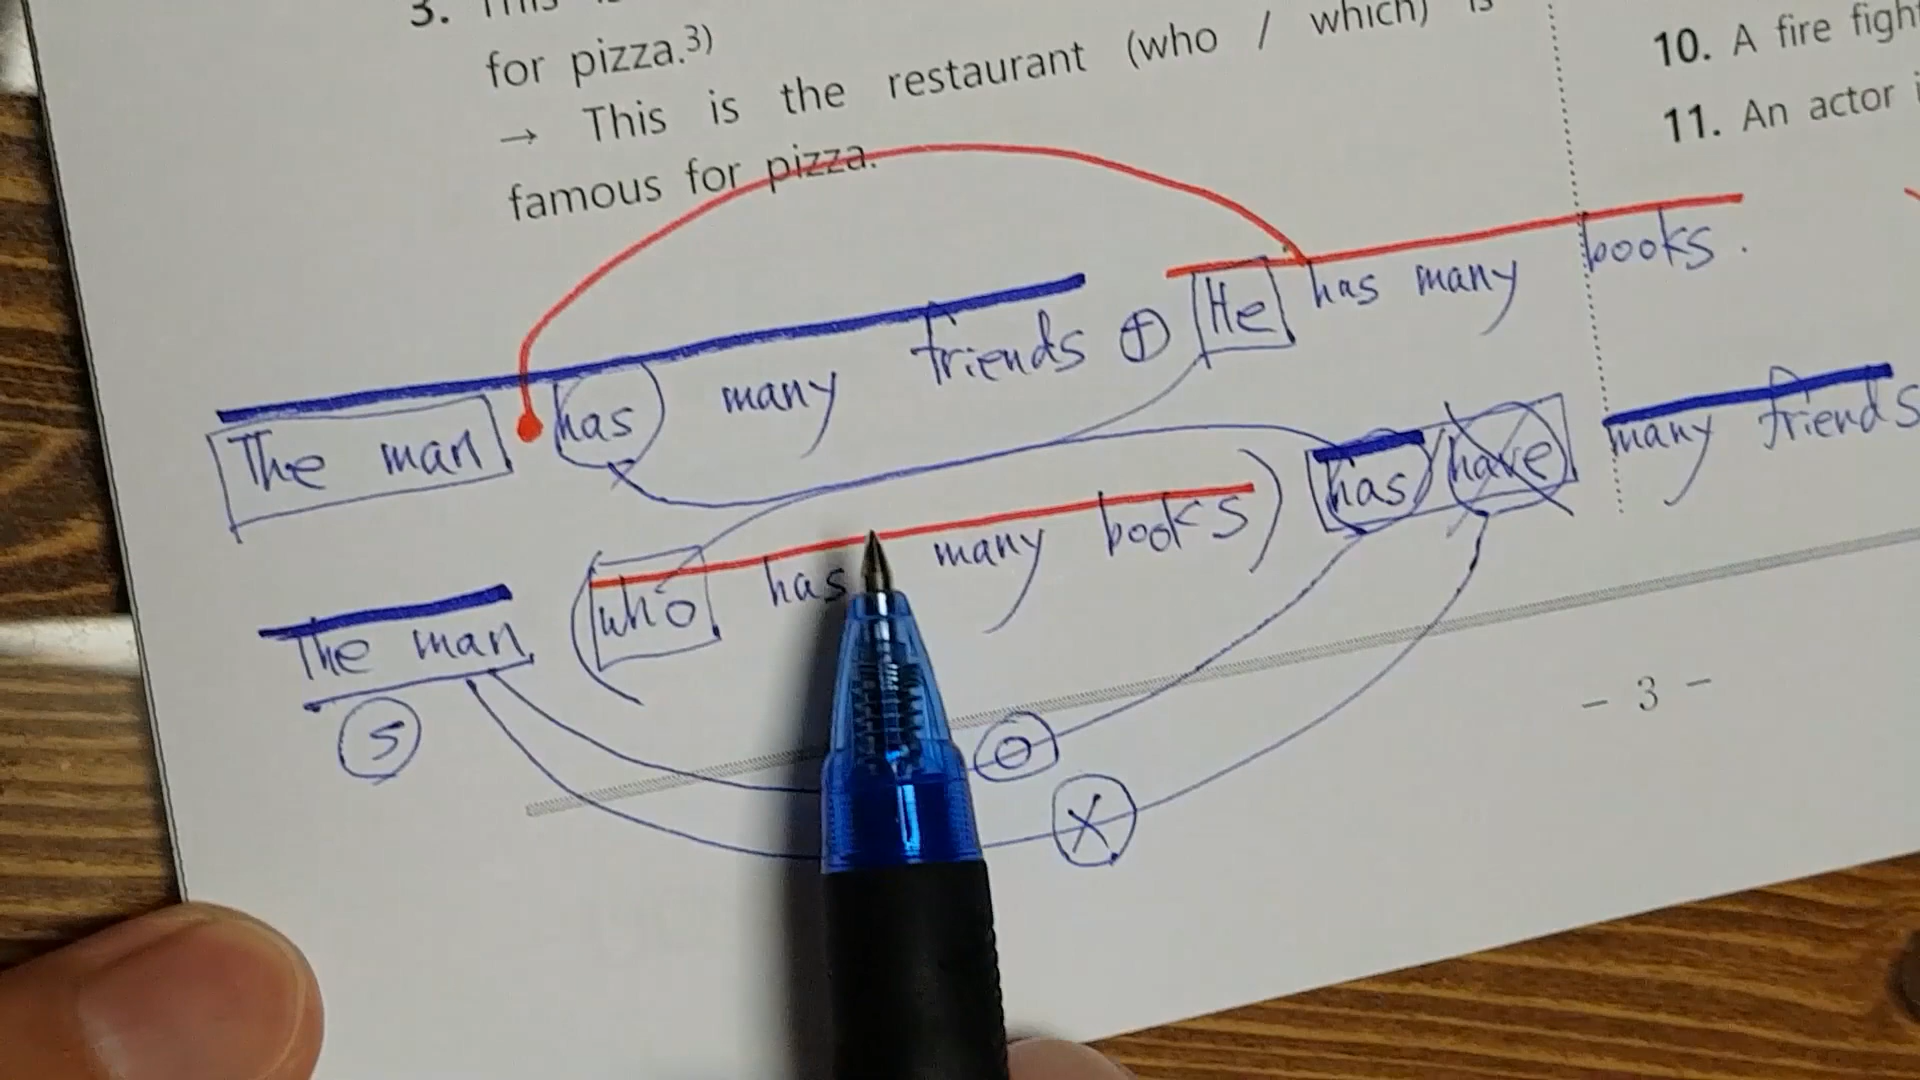 3. This
for pizza.3)
→ This is the restaurant (who / which) is
famous for pizza.
10. A fire figh
11. An actor i
The man has many friends + He has many books.
The man (who has many books) has/have many friends
S
O
X
- 3 -